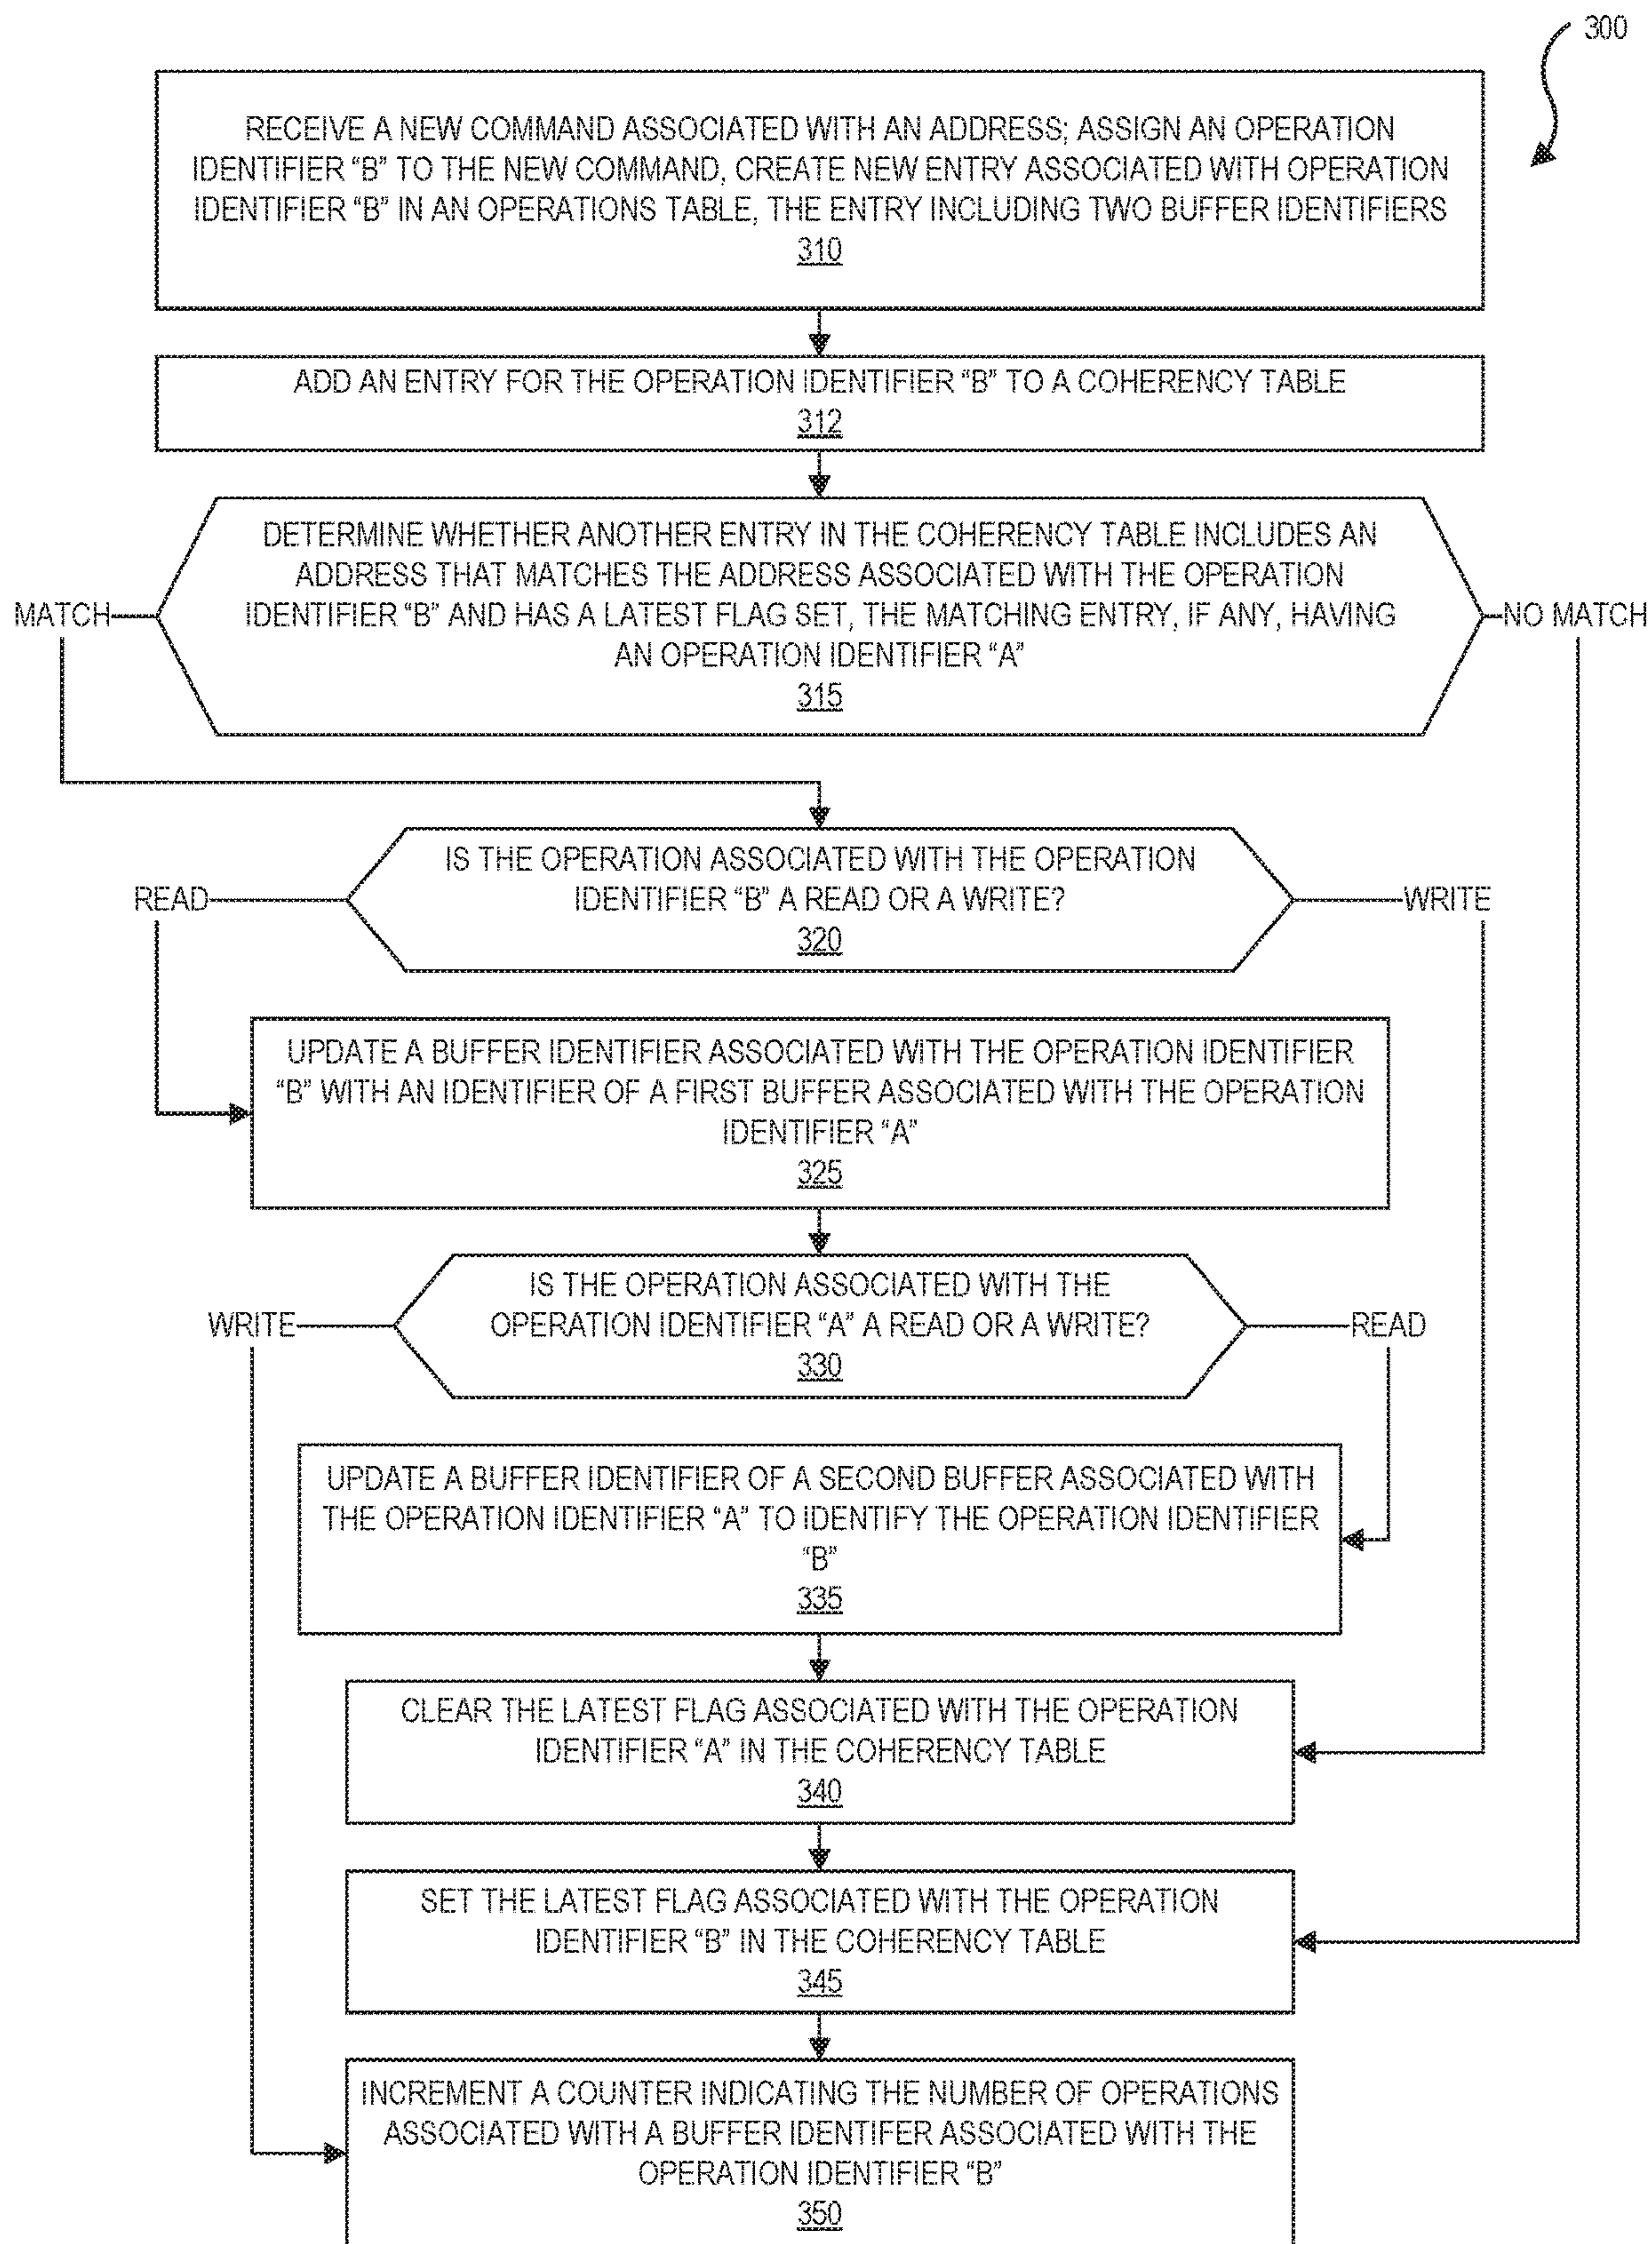 300
RECEIVE A NEW COMMAND ASSOCIATED WITH AN ADDRESS; ASSIGN AN OPERATION
IDENTIFIER "B" TO THE NEW COMMAND, CREATE NEW ENTRY ASSOCIATED WITH OPERATION
IDENTIFIER "B" IN AN OPERATIONS TABLE, THE ENTRY INCLUDING TWO BUFFER IDENTIFIERS
310
ADD AN ENTRY FOR THE OPERATION IDENTIFIER "B" TO A COHERENCY TABLE
312
DETERMINE WHETHER ANOTHER ENTRY IN THE COHERENCY TABLE INCLUDES AN
ADDRESS THAT MATCHES THE ADDRESS ASSOCIATED WITH THE OPERATION
IDENTIFIER "B" AND HAS A LATEST FLAG SET, THE MATCHING ENTRY, IF ANY, HAVING
AN OPERATION IDENTIFIER "A"
315
MATCH
NO MATCH
IS THE OPERATION ASSOCIATED WITH THE OPERATION
IDENTIFIER "B" A READ OR A WRITE?
320
READ
WRITE
UPDATE A BUFFER IDENTIFIER ASSOCIATED WITH THE OPERATION IDENTIFIER
"B" WITH AN IDENTIFIER OF A FIRST BUFFER ASSOCIATED WITH THE OPERATION
IDENTIFIER "A"
325
IS THE OPERATION ASSOCIATED WITH THE
OPERATION IDENTIFIER "A" A READ OR A WRITE?
330
WRITE
READ
UPDATE A BUFFER IDENTIFIER OF A SECOND BUFFER ASSOCIATED WITH
THE OPERATION IDENTIFIER "A" TO IDENTIFY THE OPERATION IDENTIFIER
"B"
335
CLEAR THE LATEST FLAG ASSOCIATED WITH THE OPERATION
IDENTIFIER "A" IN THE COHERENCY TABLE
340
SET THE LATEST FLAG ASSOCIATED WITH THE OPERATION
IDENTIFIER "B" IN THE COHERENCY TABLE
345
INCREMENT A COUNTER INDICATING THE NUMBER OF OPERATIONS
ASSOCIATED WITH A BUFFER IDENTIFER ASSOCIATED WITH THE
OPERATION IDENTIFIER "B"
350